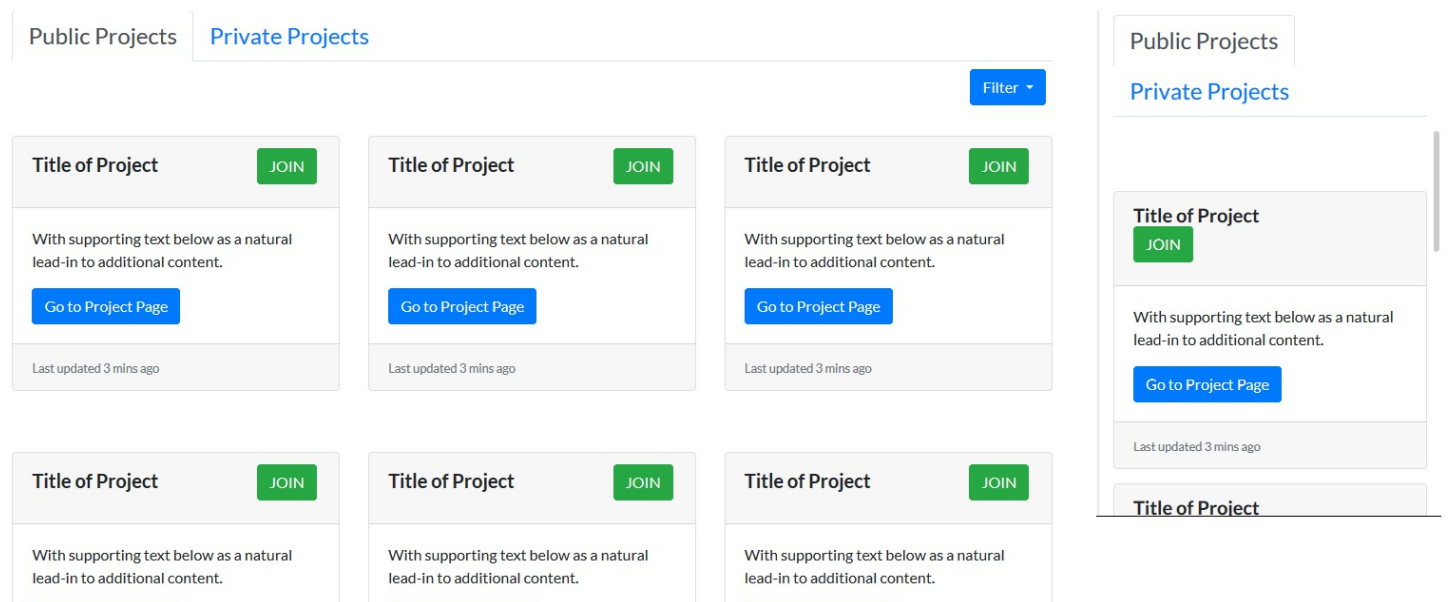 Public Projects Private Projects
Filter
Title of Project JOIN
With supporting text below as a natural
lead-in to additional content.
Go to Project Page
Last updated 3 mins ago
Title of Project JOIN
With supporting text below as a natural
lead-in to additional content.
Go to Project Page
Last updated 3 mins ago
Title of Project JOIN
With supporting text below as a natural
lead-in to additional content.
Go to Project Page
Last updated 3 mins ago
Title of Project JOIN
With supporting text below as a natural
lead-in to additional content.
Title of Project JOIN
With supporting text below as a natural
lead-in to additional content.
Title of Project JOIN
With supporting text below as a natural
lead-in to additional content.
Public Projects
Private Projects
Title of Project
JOIN
With supporting text below as a natural
lead-in to additional content.
Go to Project Page
Last updated 3 mins ago
Title of Project